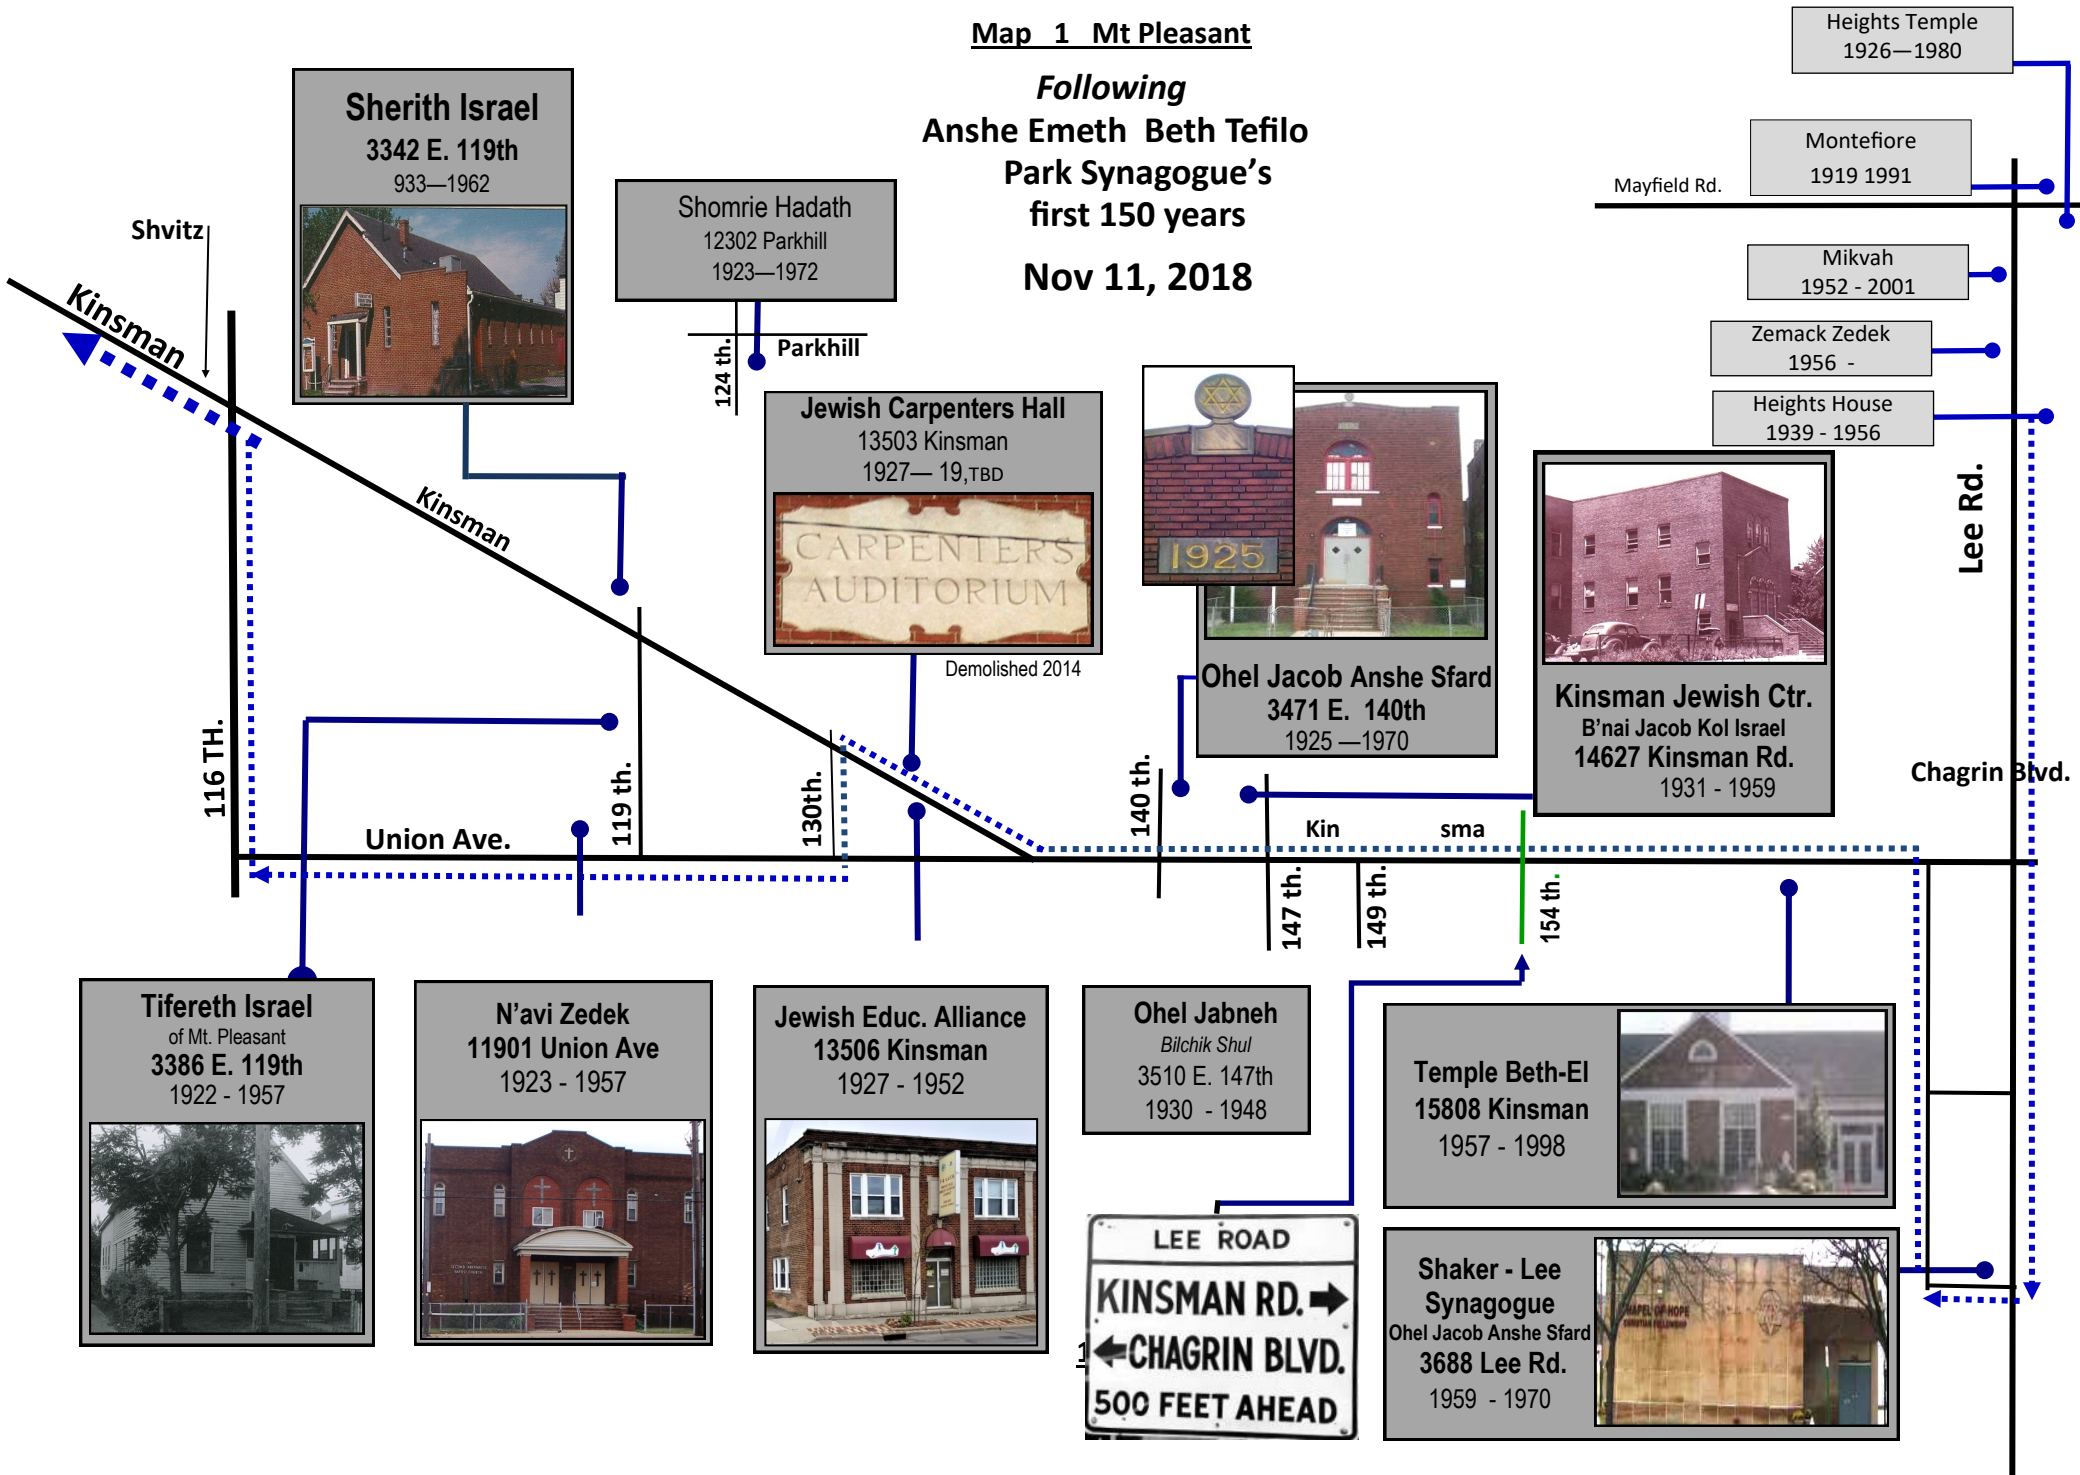 Map 1 Mt Pleasant
Following
Anshe Emeth Beth Tefilo
Park Synagogue's
first 150 years
Nov 11, 2018
Heights Temple
1926—1980
Montefiore
1919 1991
Mayfield Rd.
Mikvah
1952 - 2001
Zemack Zedek
1956 -
Heights House
1939 - 1956
Lee Rd.
Chagrin Blvd.
Shvitz
Kinsman
Kinsman
Sherith Israel
3342 E. 119th
933—1962
Shomrie Hadath
12302 Parkhill
1923—1972
124 th.
Parkhill
Jewish Carpenters Hall
13503 Kinsman
1927— 19,TBD
CARPENTERS
AUDITORIUM
Demolished 2014
1925
Ohel Jacob Anshe Sfard
3471 E. 140th
1925 —1970
Kinsman Jewish Ctr.
B'nai Jacob Kol Israel
14627 Kinsman Rd.
1931 - 1959
116 TH.
Union Ave.
119 th.
130th.
140 th.
Kin sma
147 th.
149 th.
154 th.
Tifereth Israel
of Mt. Pleasant
3386 E. 119th
1922 - 1957
N'avi Zedek
11901 Union Ave
1923 - 1957
Jewish Educ. Alliance
13506 Kinsman
1927 - 1952
Ohel Jabneh
Bilchik Shul
3510 E. 147th
1930 - 1948
1
LEE ROAD
KINSMAN RD.
CHAGRIN BLVD.
500 FEET AHEAD
Temple Beth-El
15808 Kinsman
1957 - 1998
Shaker - Lee
Synagogue
Ohel Jacob Anshe Sfard
3688 Lee Rd.
1959 - 1970
CHAPEL OF HOPE
CHRISTIAN FELLOWSHIP